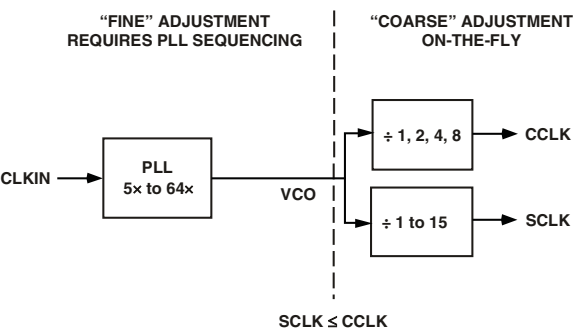 “FINE” ADJUSTMENT
REQUIRES PLL SEQUENCING
“COARSE” ADJUSTMENT
ON-THE-FLY
CLKIN
PLL
5× to 64×
VCO
÷ 1, 2, 4, 8
CCLK
÷ 1 to 15
SCLK
SCLK ≤ CCLK